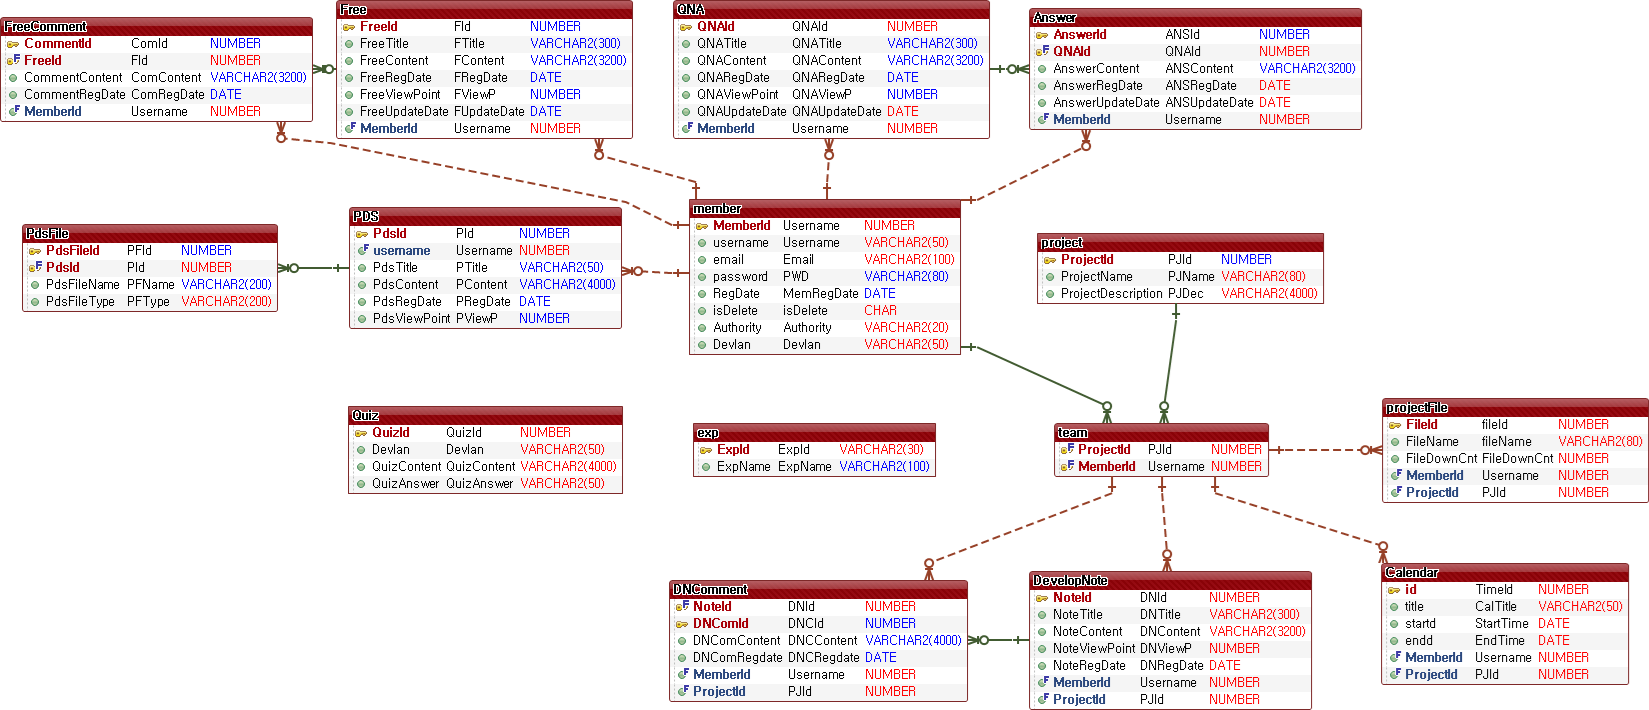 FreeComment
CommentId ComId NUMBER
FreeId FId NUMBER
CommentContent ComContent VARCHAR2(3200)
CommentRegDate ComRegDate DATE
MemberId Username NUMBER
Free
FreeId FId NUMBER
FreeTitle FTitle VARCHAR2(300)
FreeContent FContent VARCHAR2(3200)
FreeRegDate FRegDate DATE
FreeViewPoint FViewP NUMBER
FreeUpdateDate FUpdateDate DATE
MemberId Username NUMBER
QNA
QNAId QNAId NUMBER
QNATitle QNATitle VARCHAR2(300)
QNAContent QNAContent VARCHAR2(3200)
QNARegDate QNARegDate DATE
QNAViewPoint QNAViewP NUMBER
QNAUpdateDate QNAUpdateDate DATE
MemberId Username NUMBER
Answer
AnswerId ANSId NUMBER
QNAId QNAId NUMBER
AnswerContent ANSContent VARCHAR2(3200)
AnswerRegDate ANSRegDate DATE
AnswerUpdateDate ANSUpdateDate DATE
MemberId Username NUMBER
PdsFile
PdsFileId PFId NUMBER
PdsId PId NUMBER
PdsFileName PFName VARCHAR2(200)
PdsFileType PFType VARCHAR2(200)
PDS
PdsId PId NUMBER
username Username NUMBER
PdsTitle PTitle VARCHAR2(50)
PdsContent PContent VARCHAR2(4000)
PdsRegDate PRegDate DATE
PdsViewPoint PViewP NUMBER
member
MemberId Username NUMBER
username Username VARCHAR2(50)
email Email VARCHAR2(100)
password PWD VARCHAR2(80)
RegDate MemRegDate DATE
isDelete isDelete CHAR
Authority Authority VARCHAR2(20)
Devlan Devlan VARCHAR2(50)
project
ProjectId PJId NUMBER
ProjectName PJName VARCHAR2(80)
ProjectDescription PJDec VARCHAR2(4000)
Quiz
QuizId QuizId NUMBER
Devlan Devlan VARCHAR2(50)
QuizContent QuizContent VARCHAR2(4000)
QuizAnswer QuizAnswer VARCHAR2(50)
exp
ExpId ExpId VARCHAR2(30)
ExpName ExpName VARCHAR2(100)
team
ProjectId PJId NUMBER
MemberId Username NUMBER
projectFile
FileId fileId NUMBER
FileName fileName VARCHAR2(80)
FileDownCnt FileDownCnt NUMBER
MemberId Username NUMBER
ProjectId PJId NUMBER
DNComment
NoteId DNId NUMBER
DNComId DNCId NUMBER
DNComContent DNCContent VARCHAR2(4000)
DNComRegdate DNCRegdate DATE
MemberId Username NUMBER
ProjectId PJId NUMBER
DevelopNote
NoteId DNId NUMBER
NoteTitle DNTitle VARCHAR2(300)
NoteContent DNContent VARCHAR2(3200)
NoteViewPoint DNViewP NUMBER
NoteRegDate DNRegDate DATE
MemberId Username NUMBER
ProjectId PJId NUMBER
Calendar
id TimeId NUMBER
title CalTitle VARCHAR2(50)
startd StartTime DATE
endd EndTime DATE
MemberId Username NUMBER
ProjectId PJId NUMBER